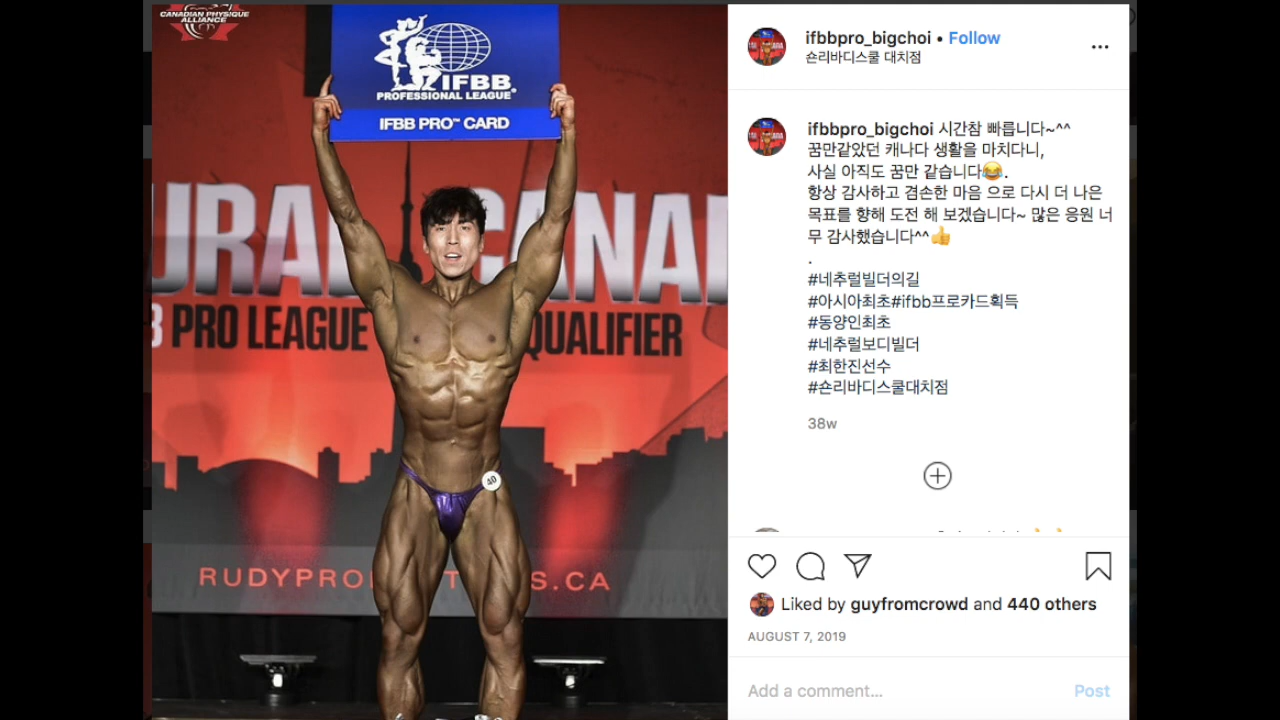 CANADIAN PHYSIQUE
ALLIANCE
IFBB
PROFESSIONAL LEAGUE
IFBB PRO™ CARD
URAL CANAD
PRO LEAGUE QUALIFIER
40
RUDYPRO T S.CA
ifbbpro_bigchoi • Follow
숀리바디스쿨 대치점
ifbbpro_bigchoi 시간참 빠릅니다~^^
꿈만같았던 캐나다 생활을 마치다니,
사실 아직도 꿈만 같습니다😂.
항상 감사하고 겸손한 마음 으로 다시 더 나은
목표를 향해 도전 해 보겠습니다~ 많은 응원 너
무 감사했습니다^^👍
.
#네추럴빌더의길
#아시아최초#ifbb프로카드획득
#동양인최초
#네추럴보디빌더
#최한진선수
#숀리바디스쿨대치점
38w
Liked by guyfromcrowd and 440 others
AUGUST 7, 2019
Add a comment... Post